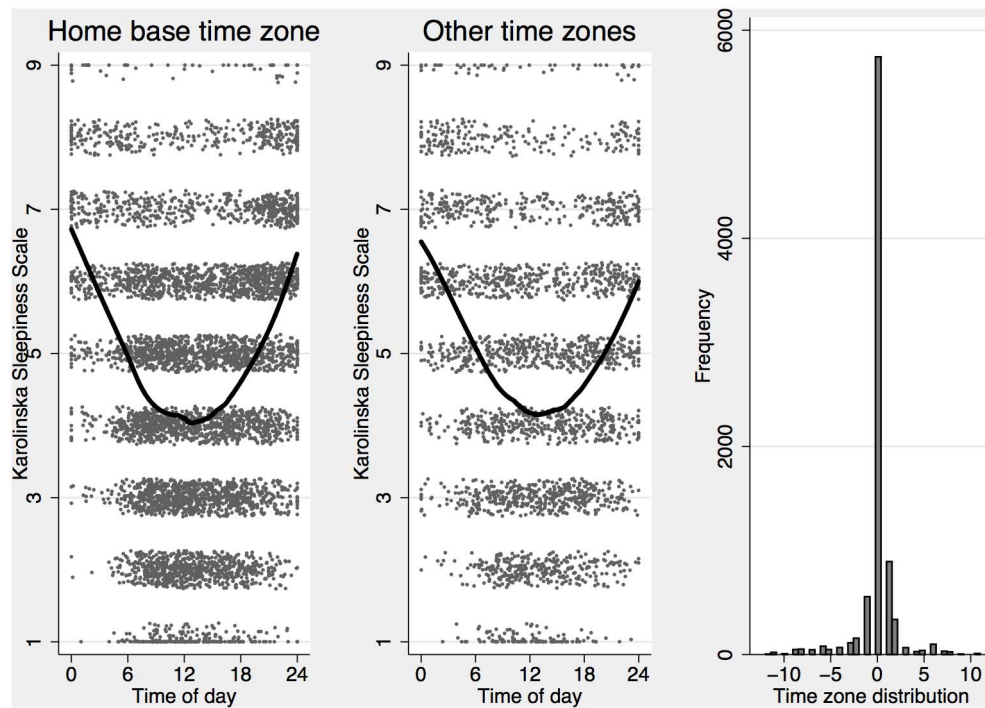 Home base time zone
Karolinska Sleepiness Scale
9
7
5
3
1
0 6 12 18 24
Time of day
Other time zones
Karolinska Sleepiness Scale
9
7
5
3
1
0 6 12 18 24
Time of day
Frequency
6000
4000
2000
0
−10 −5 0 5 10
Time zone distribution